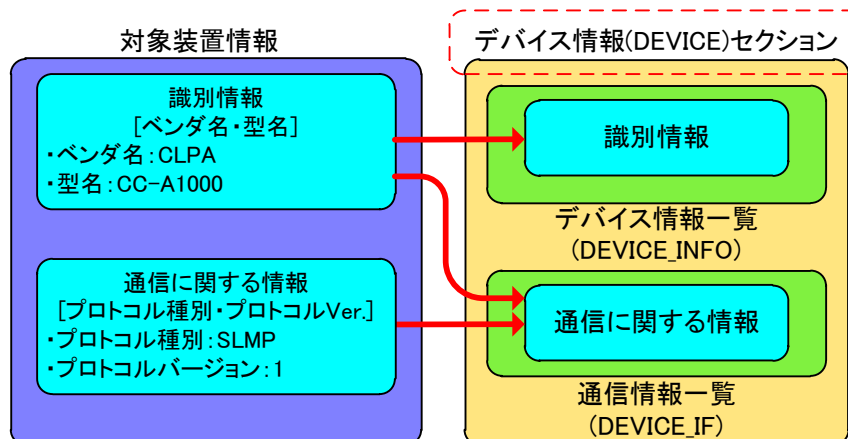 対象装置情報
識別情報
[ベンダ名・型名]
・ベンダ名:CLPA
・型名:CC-A1000
通信に関する情報
[プロトコル種別・プロトコルVer.]
・プロトコル種別:SLMP
・プロトコルバージョン:1
デバイス情報(DEVICE)セクション
識別情報
デバイス情報一覧
(DEVICE_INFO)
通信に関する情報
通信情報一覧
(DEVICE_IF)